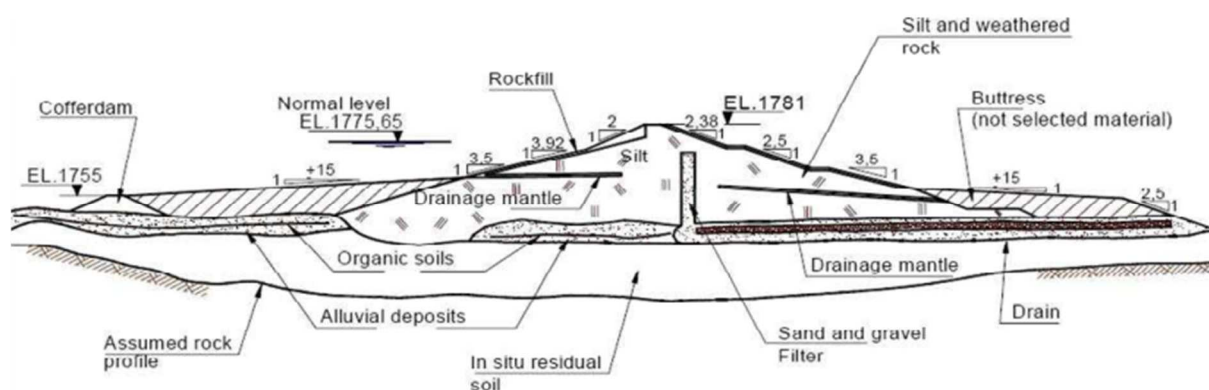 Silt and weathered
rock
Rockfill
Cofferdam
Normal level
EL.1775,65
EL.1781
Buttress
(not selected material)
2
1
2,38
1
3,92
1
2,5
1
Silt
3,5
1
3,5
1
EL.1755
+15
1
+15
1
2,5
1
Drainage mantle
Organic soils
Drainage mantle
Alluvial deposits
Drain
Assumed rock
profile
In situ residual
soil
Sand and gravel
Filter